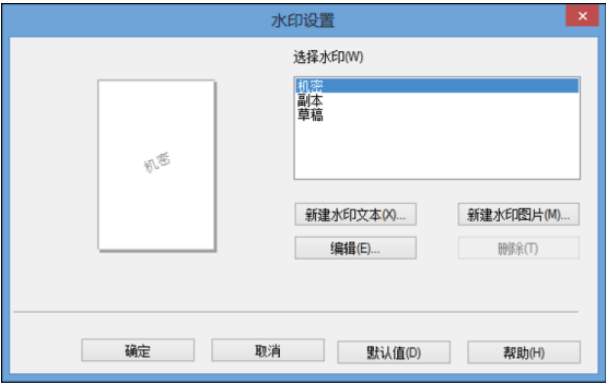 水印设置
选择水印(W)
机密
副本
草稿
机密
新建水印文本(X)...
新建水印图片(M)...
编辑(E)...
删除(T)
确定
取消
默认值(D)
帮助(H)